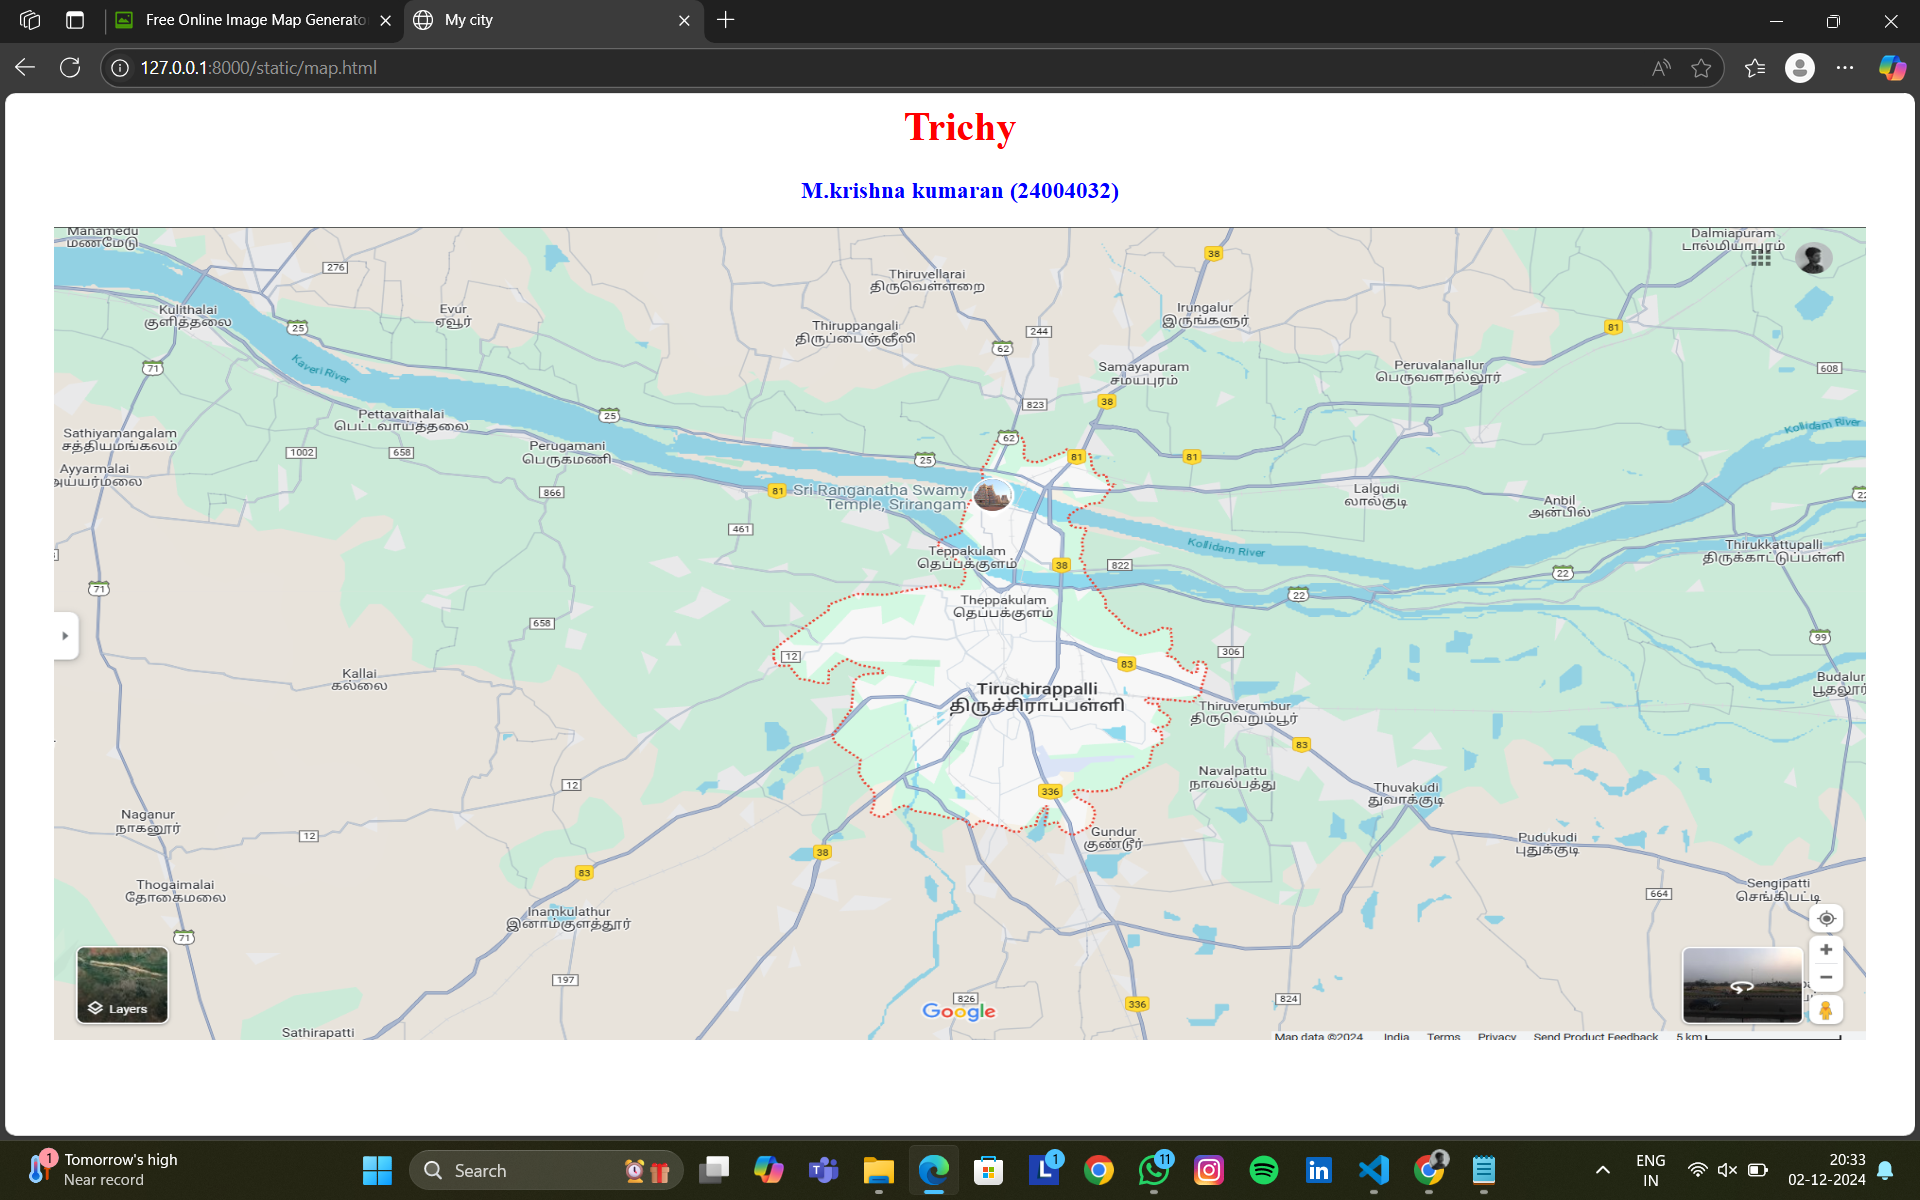 Free Online Image Map Generato
My city
127.0.0.1:8000/static/map.html
Trichy
M.krishna kumaran (24004032)
Manamedu
மணமேடு
Dalmiapuram
டால்மியாபுரம்
276
38
Thiruvellarai
திருவெள்ளறை
Kulithalai
குளித்தலை
25
Evur
ஏவூர்
Thiruppangali
திருப்பைஞ்ஞீலி
244
62
Irungalur
இருங்களூர்
81
71
Kaveri River
Samayapuram
சமயபுரம்
Peruvalanallur
பெருவளநல்லூர்
608
Pettavaithalai
பெட்டவாய்த்தலை
25
823
38
Kollidam River
Sathiyamangalam
சத்தியமங்கலம்
1002
658
Perugamani
பெருகமணி
62
25
81
81
Ayyarmalai
அய்யர்மலை
866
81
Sri Ranganatha Swamy
Temple, Srirangam
Lalgudi
லால்குடி
Anbil
அன்பில்
22
461
Teppakulam
தெப்பக்குளம்
Kollidam River
Thirukkattupalli
திருக்காட்டுப்பள்ளி
38
822
22
71
22
Theppakulam
தெப்பக்குளம்
658
12
83
306
99
Kallai
கல்லை
Tiruchirappalli
திருச்சிராப்பள்ளி
Budalur
பூதலூர்
Thiruverumbur
திருவெறும்பூர்
83
12
336
Navalpattu
நாவல்பத்து
Thuvakudi
துவாக்குடி
Naganur
நாகனூர்
12
38
Gundur
குண்டூர்
Pudukudi
புதுக்குடி
83
Thogaimalai
தோகைமலை
664
Sengipatti
செங்கிபட்டி
Inamkulathur
இனாம்குளத்தூர்
71
197
826
336
824
Layers
Google
Sathirapatti
Map data ©2024 India Terms Privacy Send Product Feedback 5 km
1
Tomorrow's high
Near record
Search
1
11
ENG
IN
20:33
02-12-2024